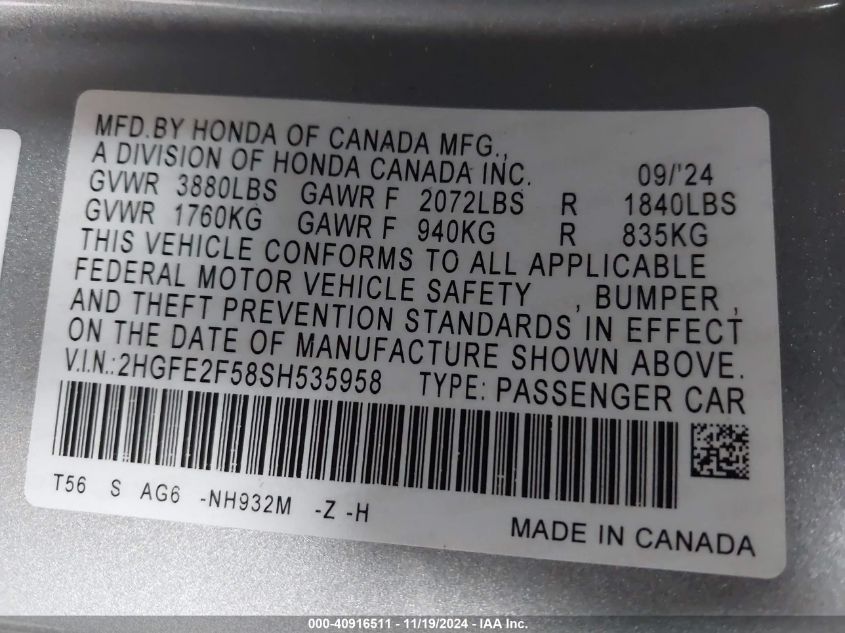 MFD.BY HONDA OF CANADA MFG.,
A DIVISION OF HONDA CANADA INC. 09/'24
GVWR 3880LBS GAWR F 2072LBS R 1840LBS
GVWR 1760KG GAWR F 940KG R 835KG
THIS VEHICLE CONFORMS TO ALL APPLICABLE
FEDERAL MOTOR VEHICLE SAFETY , BUMPER ,
AND THEFT PREVENTION STANDARDS IN EFFECT
ON THE DATE OF MANUFACTURE SHOWN ABOVE.
V.I.N.:2HGFE2F58SH535958 TYPE: PASSENGER CAR
T56 S AG6 -NH932M -Z -H
MADE IN CANADA
000-40916511 - 11/19/2024 - IAA Inc.